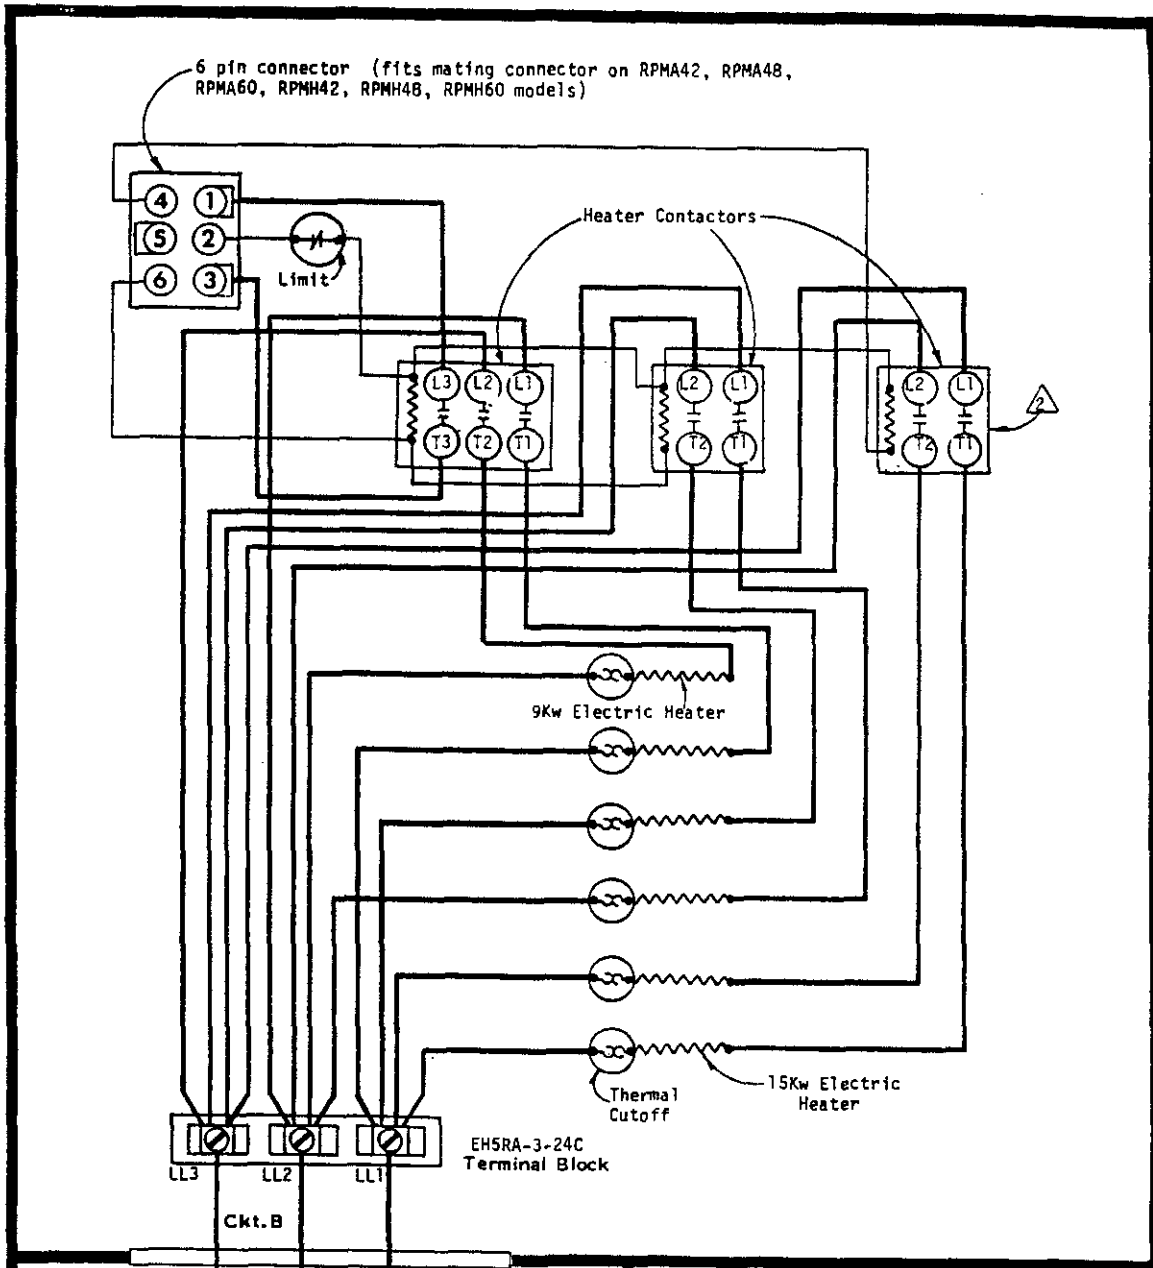 6 pin connector (fits mating connector on RPMA42, RPMA48,
RPMA60, RPMH42, RPMH48, RPMH60 models)
4 1
5 2
6 3
Limit
Heater Contactors
L3 L2 L1
T3 T2 T1
L2 L1
T2 T1
L2 L1
T2 T1
2
9Kw Electric Heater
15Kw Electric
Heater
Thermal
Cutoff
EH5RA-3-24C
Terminal Block
LL3 LL2 LL1
Ckt.B